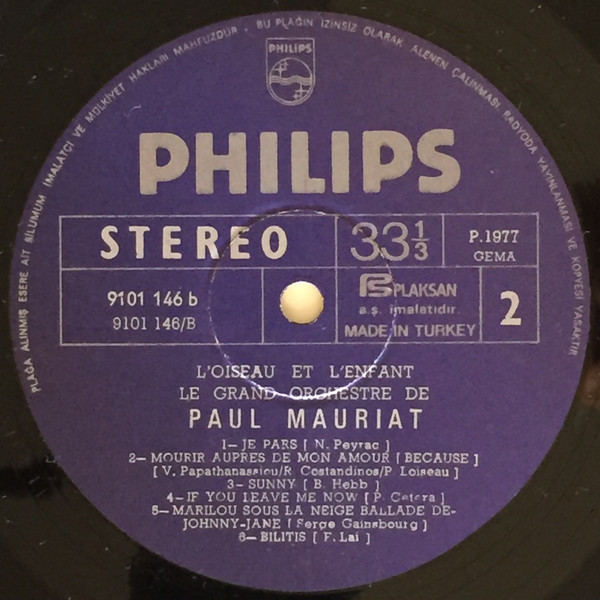 PLAĞA ALINMIŞ ESERE AİT BİLUMUM İMALATÇI VE MÜLKİYET HAKLARI MAHFUZDUR - BU PLAĞIN İZİNSİZ OLARAK ALENEN ÇALINMASI RADYODA YAYINLANMASI VE KOPYESİ YASAKTIR
PHILIPS
PHILIPS
STEREO
33 1/3
P.1977
GEMA
9101 146 b
9101 146/B
PLAKSAN
a.ş. imalatıdır.
MADE IN TURKEY
2
L'OISEAU ET L'ENFANT
LE GRAND ORCHESTRE DE
PAUL MAURIAT
1— JE PARS [ N. Peyrac ]
2— MOURIR AUPRES DE MON AMOUR [ BECAUSE ]
[ V. Papathanassiou/R. Costandinos/P. Loiseau ]
3— SUNNY [ B. Hebb ]
4—IF YOU LEAVE ME NOW [ P. Cetera ]
5— MARILOU SOUS LA NEIGE BALLADE DE-
JOHNNY-JANE [ Serge Gainsbourg ]
6— BILITIS [ F. Lai ]